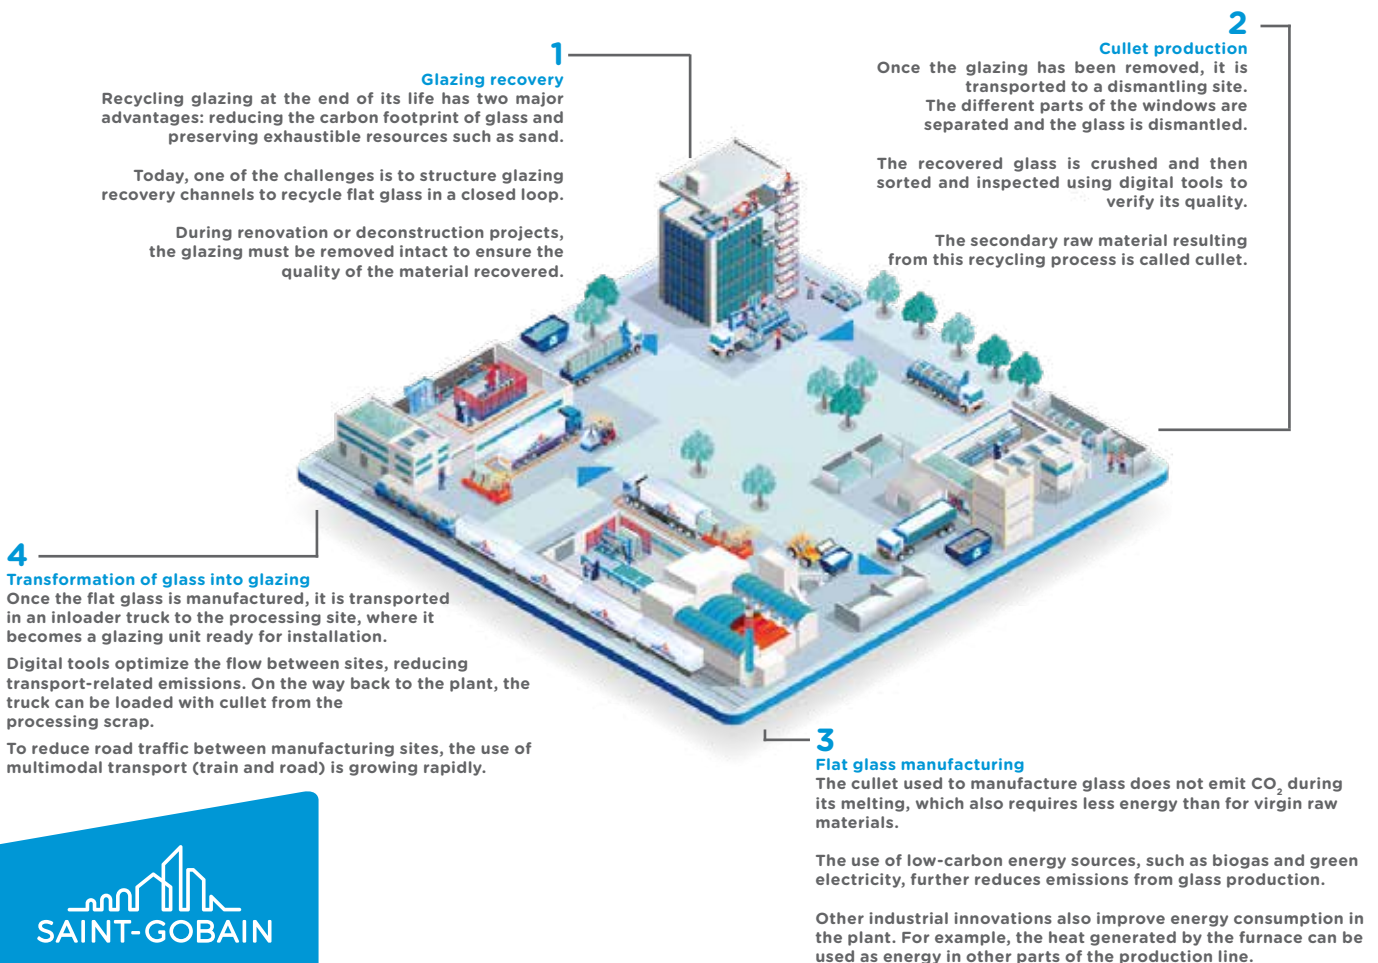 1
Glazing recovery
Recycling glazing at the end of its life has two major
advantages: reducing the carbon footprint of glass and
preserving exhaustible resources such as sand.
Today, one of the challenges is to structure glazing
recovery channels to recycle flat glass in a closed loop.
During renovation or deconstruction projects,
the glazing must be removed intact to ensure the
quality of the material recovered.
2
Cullet production
Once the glazing has been removed, it is
transported to a dismantling site.
The different parts of the windows are
separated and the glass is dismantled.
The recovered glass is crushed and then
sorted and inspected using digital tools to
verify its quality.
The secondary raw material resulting
from this recycling process is called cullet.
3
Flat glass manufacturing
The cullet used to manufacture glass does not emit CO₂ during
its melting, which also requires less energy than for virgin raw
materials.
The use of low-carbon energy sources, such as biogas and green
electricity, further reduces emissions from glass production.
Other industrial innovations also improve energy consumption in
the plant. For example, the heat generated by the furnace can be
used as energy in other parts of the production line.
4
Transformation of glass into glazing
Once the flat glass is manufactured, it is transported
in an inloader truck to the processing site, where it
becomes a glazing unit ready for installation.
Digital tools optimize the flow between sites, reducing
transport-related emissions. On the way back to the plant, the
truck can be loaded with cullet from the
processing scrap.
To reduce road traffic between manufacturing sites, the use of
multimodal transport (train and road) is growing rapidly.
SAINT-GOBAIN